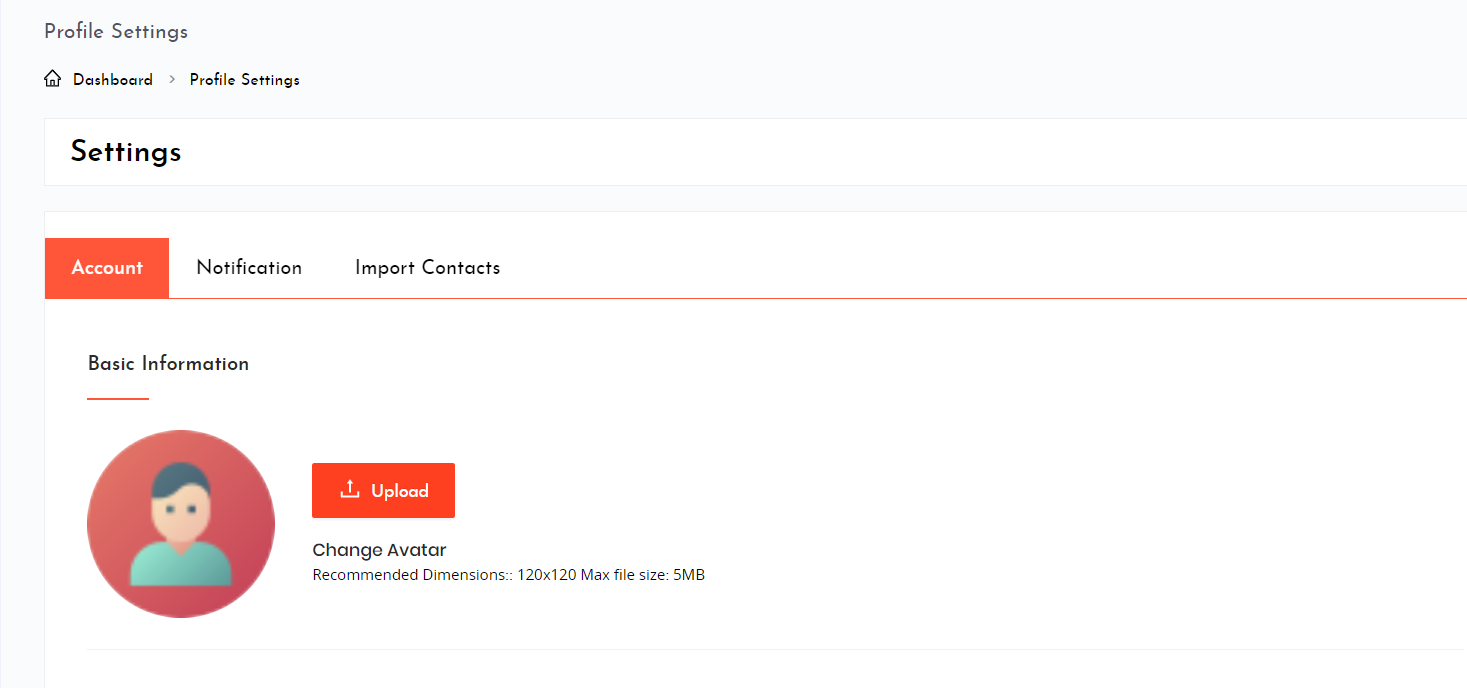 Profile Settings
Dashboard > Profile Settings
Settings
Account Notification Import Contacts
Basic Information
Upload
Change Avatar
Recommended Dimensions:: 120x120 Max file size: 5MB